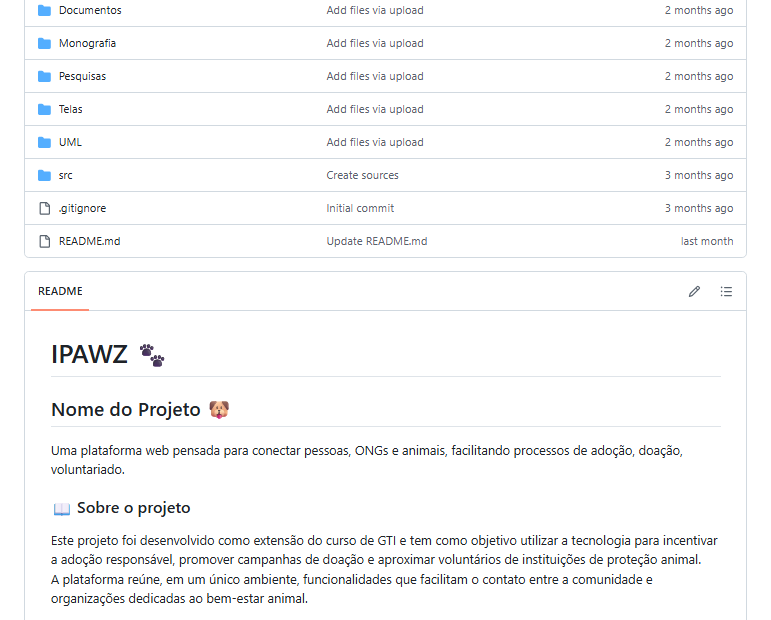 Documentos Add files via upload 2 months ago
Monografia Add files via upload 2 months ago
Pesquisas Add files via upload 2 months ago
Telas Add files via upload 2 months ago
UML Add files via upload 2 months ago
src Create sources 3 months ago
.gitignore Initial commit 3 months ago
README.md Update README.md last month
README
IPAWZ 🐾
Nome do Projeto 🐶
Uma plataforma web pensada para conectar pessoas, ONGs e animais, facilitando processos de adoção, doação,
voluntariado.
📖 Sobre o projeto
Este projeto foi desenvolvido como extensão do curso de GTI e tem como objetivo utilizar a tecnologia para incentivar
a adoção responsável, promover campanhas de doação e aproximar voluntários de instituições de proteção animal.
A plataforma reúne, em um único ambiente, funcionalidades que facilitam o contato entre a comunidade e
organizações dedicadas ao bem-estar animal.